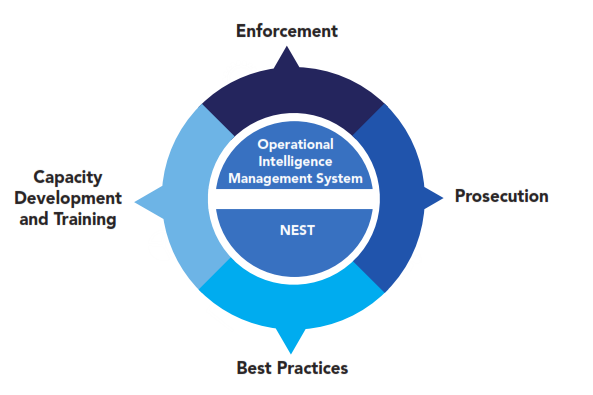 Enforcement
Operational
Intelligence
Management System
Capacity
Development
and Training
Prosecution
NEST
Best Practices